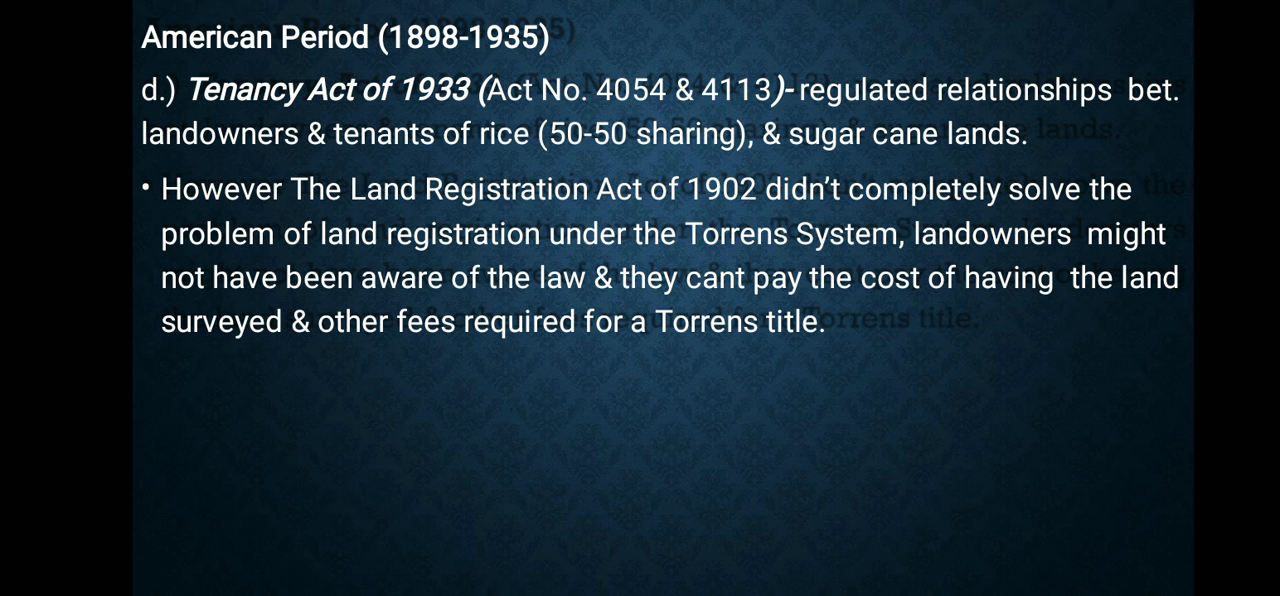 American Period (1898-1935)
d.) Tenancy Act of 1933 (Act No. 4054 & 4113)- regulated relationships bet.
landowners & tenants of rice (50-50 sharing), & sugar cane lands.
• However The Land Registration Act of 1902 didn’t completely solve the
problem of land registration under the Torrens System, landowners might
not have been aware of the law & they cant pay the cost of having the land
surveyed & other fees required for a Torrens title.